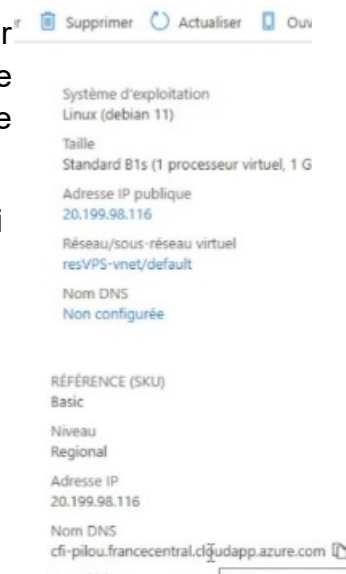 r Supprimer Actualiser Ouv
r
e
e
Système d'exploitation
Linux (debian 11)
Taille
Standard B1s (1 processeur virtuel, 1 G
Adresse IP publique
20.199.98.116
i
Réseau/sous-réseau virtuel
resVPS-vnet/default
Nom DNS
Non configurée
RÉFÉRENCE (SKU)
Basic
Niveau
Regional
Adresse IP
20.199.98.116
Nom DNS
cfi-pilou.francecentral.cloudapp.azure.com